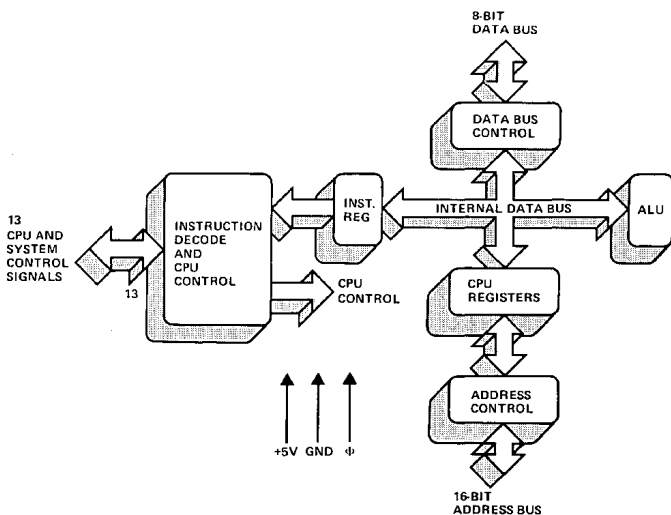 8-BIT
DATA BUS
DATA BUS
CONTROL
13
CPU AND
SYSTEM
CONTROL
SIGNALS
13
INSTRUCTION
DECODE
AND
CPU
CONTROL
INST.
REG
INTERNAL DATA BUS
ALU
CPU
CONTROL
CPU
REGISTERS
ADDRESS
CONTROL
+5V GND Φ
16-BIT
ADDRESS BUS